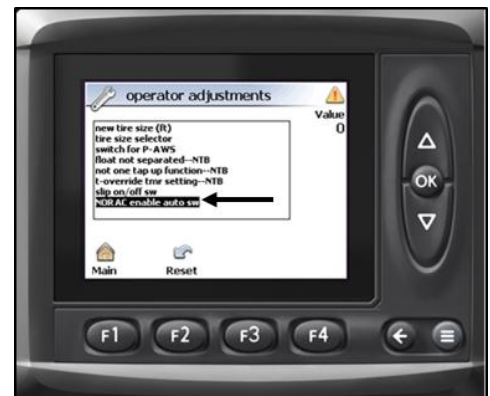 operator adjustments
Value
0
new tire size (ft)
tire size selector
switch for P-AWS
float not separated--NTB
not one tap up function--NTB
t-override tmr setting--NTB
slip on/off sw
NORAC enable auto sw
Main
Reset
OK
F1
F2
F3
F4